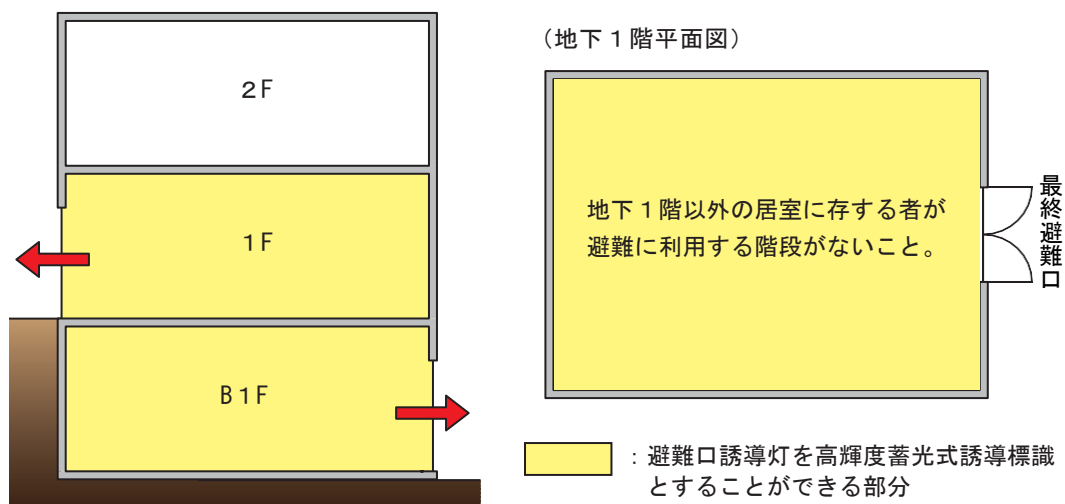 2F
1F
B1F
（地下１階平面図）
地下１階以外の居室に存する者が
避難に利用する階段がないこと。
最終避難口
：避難口誘導灯を高輝度蓄光式誘導標識
とすることができる部分